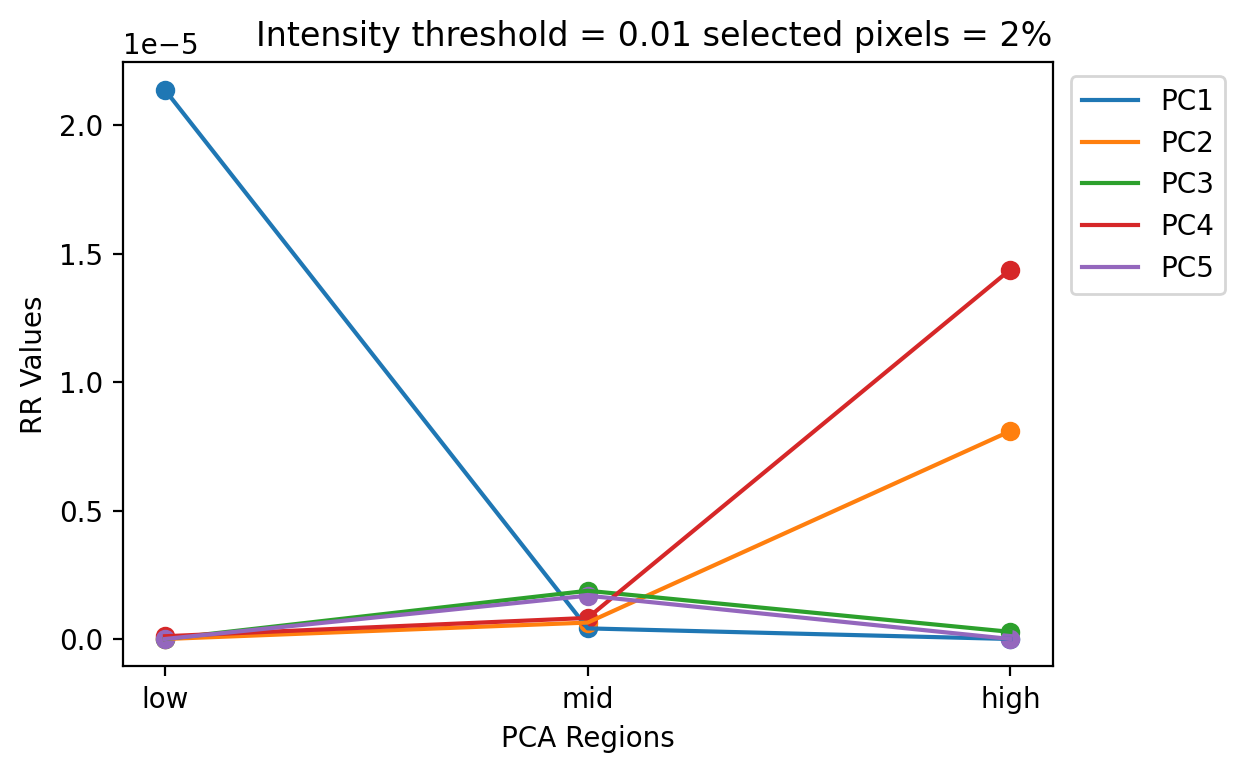 Intensity threshold = 0.01 selected pixels = 2%
1e−5
2.0
1.5
1.0
0.5
0.0
RR Values
low
mid
high
PCA Regions
PC1
PC2
PC3
PC4
PC5